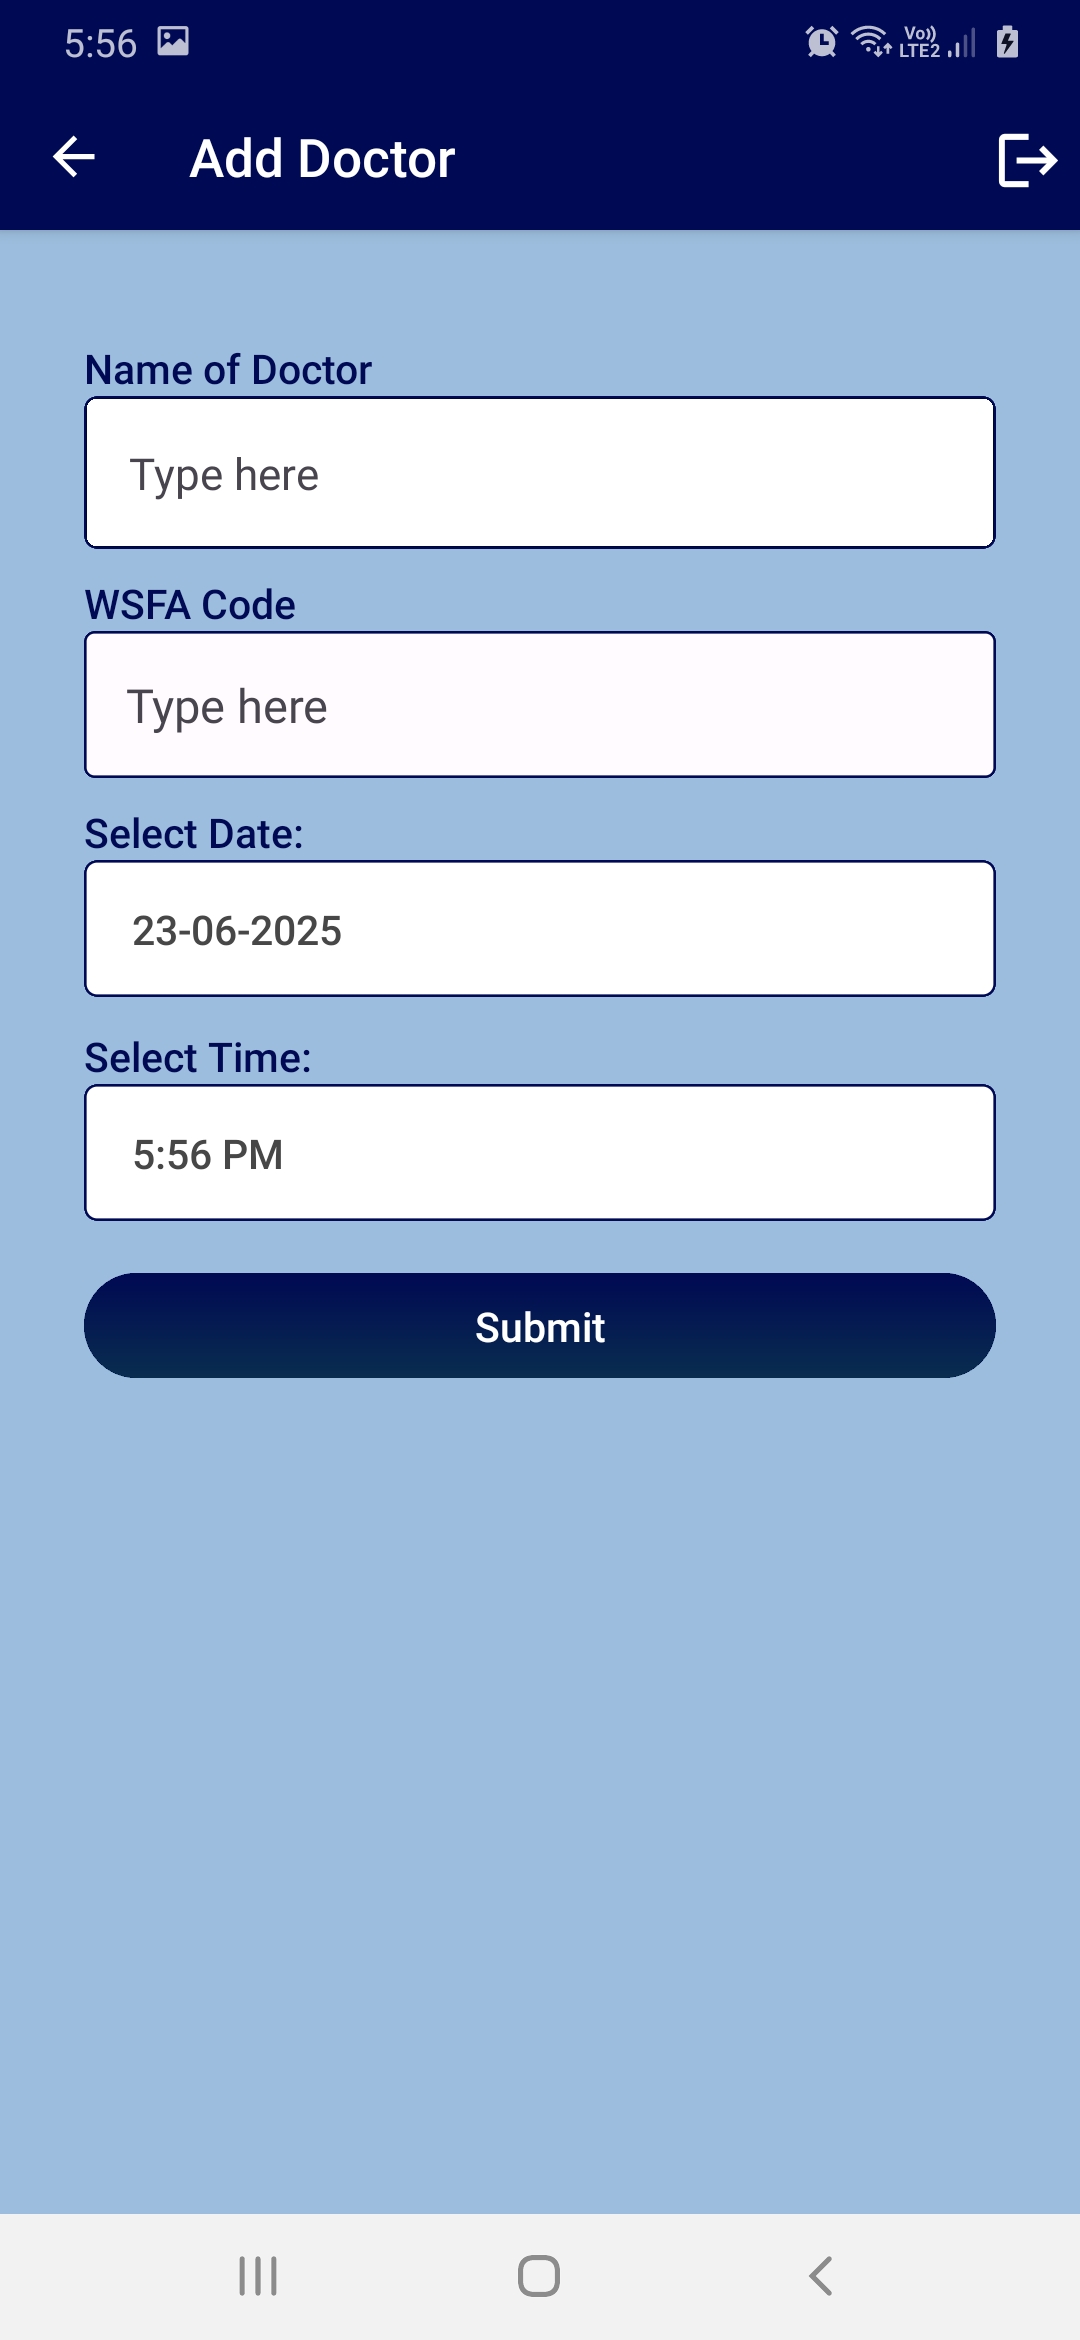 5:56
Vo)) LTE2
Add Doctor
Name of Doctor
Type here
WSFA Code
Type here
Select Date:
23-06-2025
Select Time:
5:56 PM
Submit